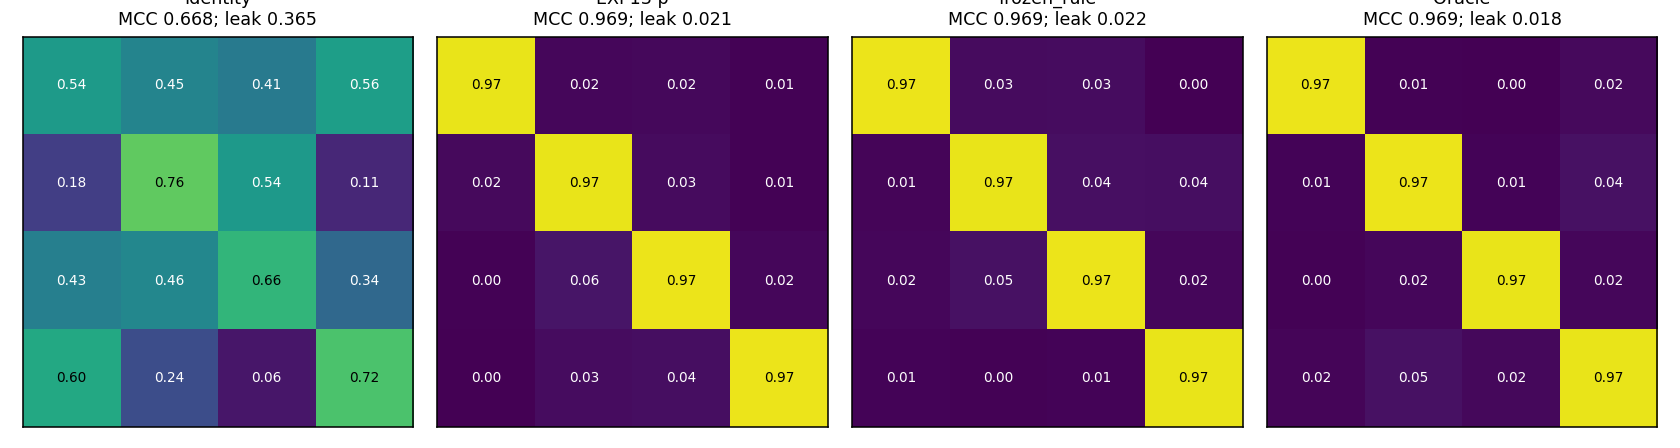 Identity
MCC 0.668; leak 0.365
0.54 0.45 0.41 0.56
0.18 0.76 0.54 0.11
0.43 0.46 0.66 0.34
0.60 0.24 0.06 0.72
MCC 0.969; leak 0.021
0.97 0.02 0.02 0.01
0.02 0.97 0.03 0.01
0.00 0.06 0.97 0.02
0.00 0.03 0.04 0.97
frozen_rule
MCC 0.969; leak 0.022
0.97 0.03 0.03 0.00
0.01 0.97 0.04 0.04
0.02 0.05 0.97 0.02
0.01 0.00 0.01 0.97
Oracle
MCC 0.969; leak 0.018
0.97 0.01 0.00 0.02
0.01 0.97 0.01 0.04
0.00 0.02 0.97 0.02
0.02 0.05 0.02 0.97